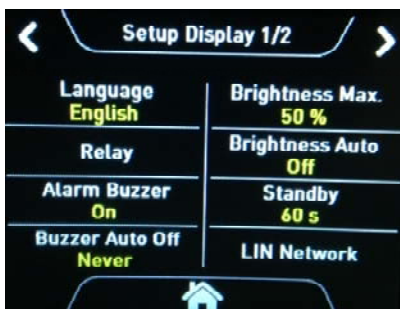 Setup Display 1/2
Language
English
Relay
Alarm Buzzer
On
Buzzer Auto Off
Never
Brightness Max.
50 %
Brightness Auto
Off
Standby
60 s
LIN Network